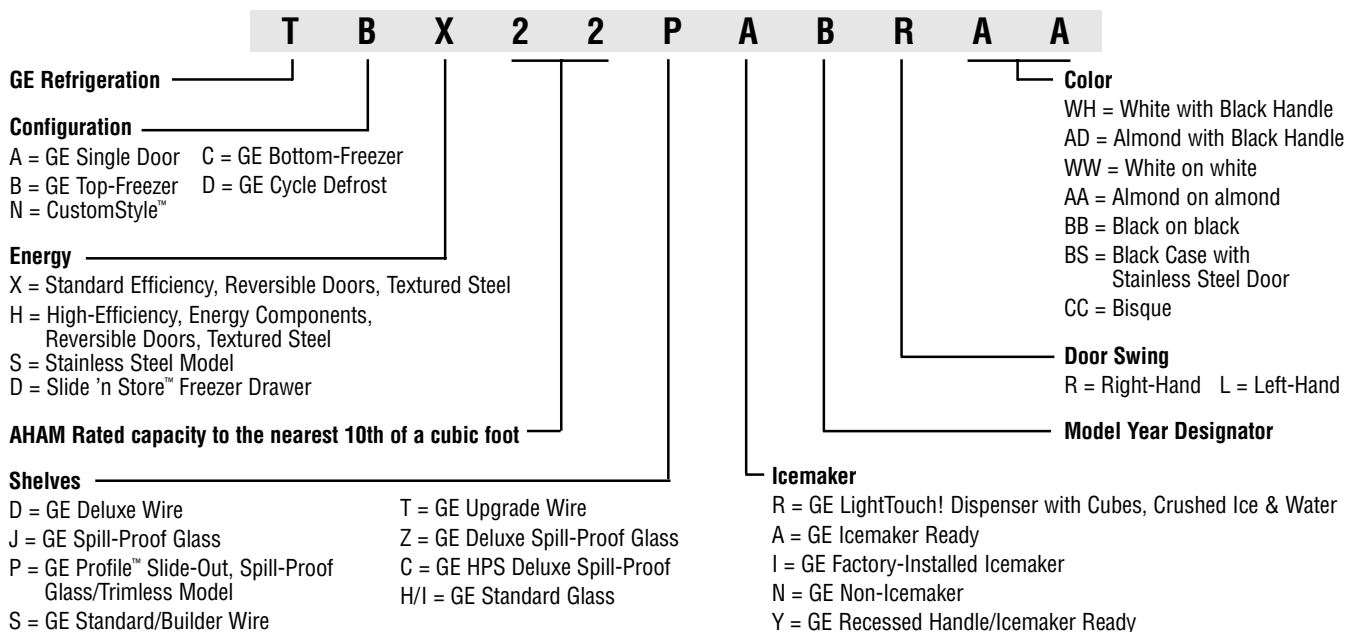 T B X 2 2 P A B R A A
GE Refrigeration
Configuration
A = GE Single Door C = GE Bottom-Freezer
B = GE Top-Freezer D = GE Cycle Defrost
N = CustomStyle™
Energy
X = Standard Efficiency, Reversible Doors, Textured Steel
H = High-Efficiency, Energy Components,
Reversible Doors, Textured Steel
S = Stainless Steel Model
D = Slide ’n Store™ Freezer Drawer
AHAM Rated capacity to the nearest 10th of a cubic foot
Shelves
D = GE Deluxe Wire
J = GE Spill-Proof Glass
P = GE Profile™ Slide-Out, Spill-Proof
Glass/Trimless Model
S = GE Standard/Builder Wire
T = GE Upgrade Wire
Z = GE Deluxe Spill-Proof Glass
C = GE HPS Deluxe Spill-Proof
H/I = GE Standard Glass
Color
WH = White with Black Handle
AD = Almond with Black Handle
WW = White on white
AA = Almond on almond
BB = Black on black
BS = Black Case with
Stainless Steel Door
CC = Bisque
Door Swing
R = Right-Hand L = Left-Hand
Model Year Designator
Icemaker
R = GE LightTouch! Dispenser with Cubes, Crushed Ice & Water
A = GE Icemaker Ready
I = GE Factory-Installed Icemaker
N = GE Non-Icemaker
Y = GE Recessed Handle/Icemaker Ready